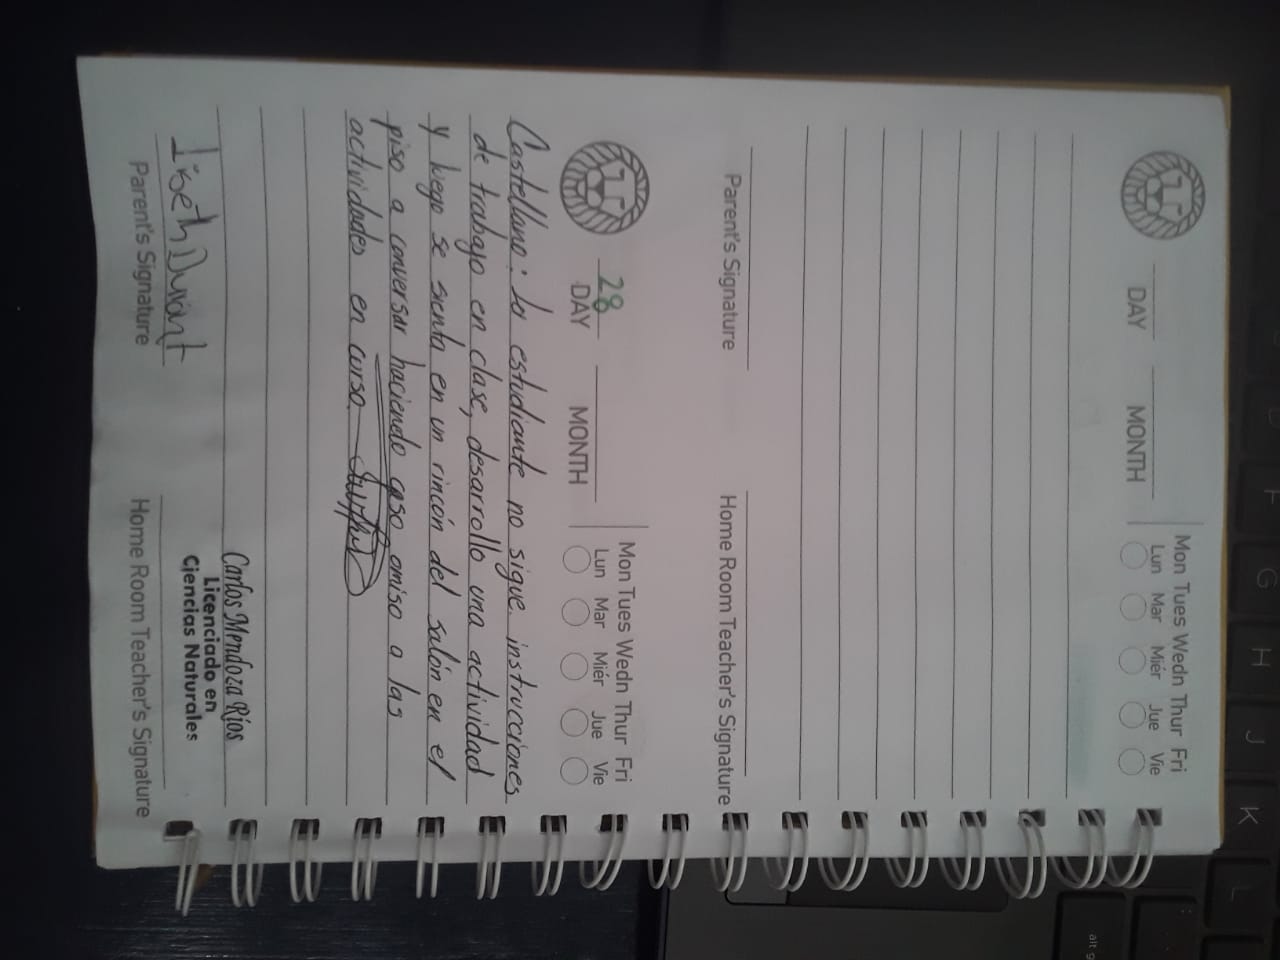 F G H J K L
alt g
Mon Tues Wedn Thur Fri
Lun Mar Miér Jue Vie
DAY MONTH
Parent's Signature Home Room Teacher's Signature
Mon Tues Wedn Thur Fri
Lun Mar Miér Jue Vie
28
DAY MONTH
Castellano: La estudiante no sigue instrucciones
de trabajo en clase, desarrollo una actividad
y luego se sienta en un rincón del salón en el
piso a conversar haciendo caso omiso a las
actividades en curso.
Carlos Mendoza Ríos
Licenciado en
Ciencias Naturales
Liseth Durant
Parent's Signature Home Room Teacher's Signature